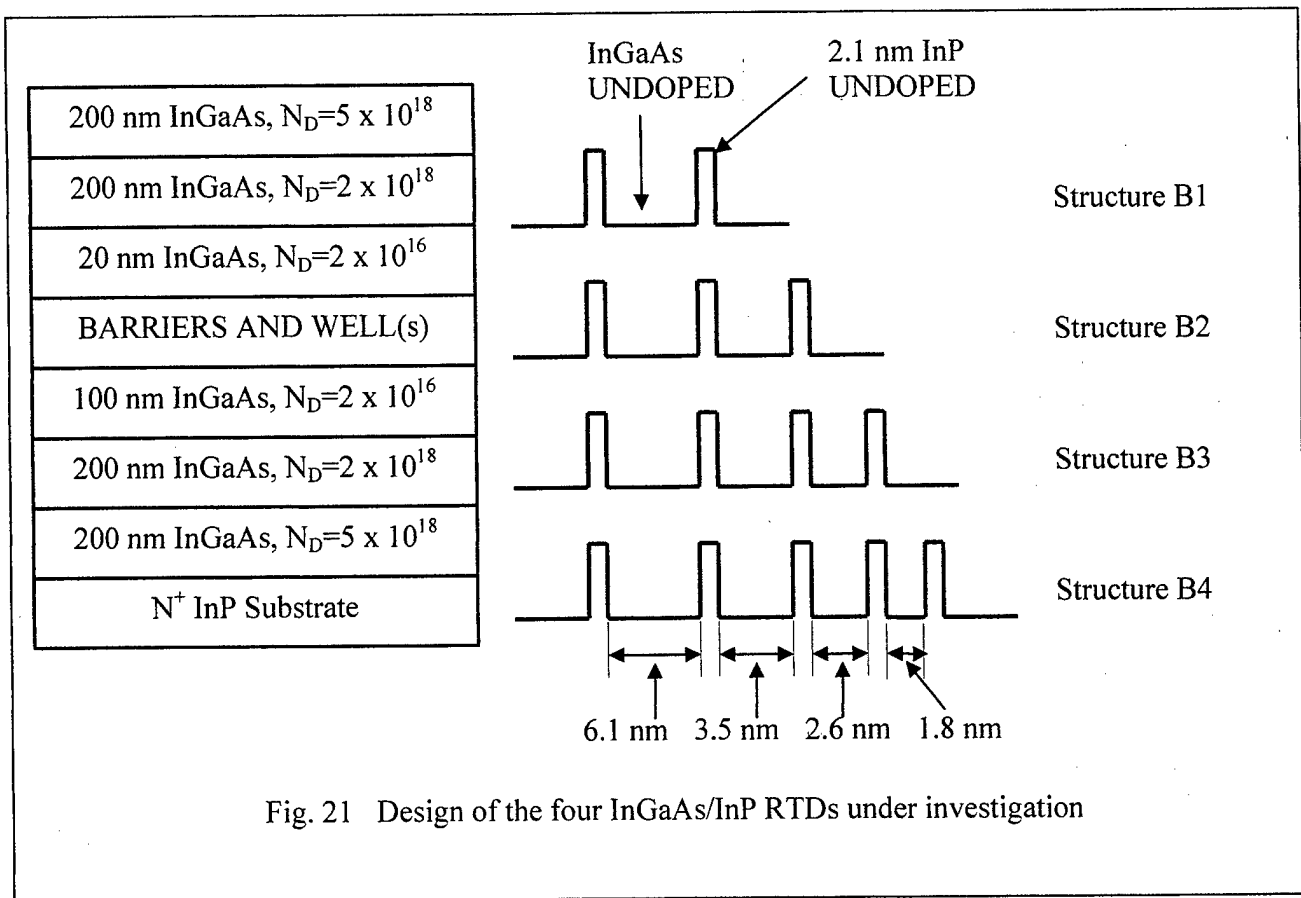 200 nm InGaAs, N_D=5 x 10^18
200 nm InGaAs, N_D=2 x 10^18
20 nm InGaAs, N_D=2 x 10^16
BARRIERS AND WELL(s)
100 nm InGaAs, N_D=2 x 10^16
200 nm InGaAs, N_D=2 x 10^18
200 nm InGaAs, N_D=5 x 10^18
N^+ InP Substrate
InGaAs
UNDOPED
2.1 nm InP
UNDOPED
Structure B1
Structure B2
Structure B3
Structure B4
6.1 nm 3.5 nm 2.6 nm 1.8 nm
Fig. 21 Design of the four InGaAs/InP RTDs under investigation